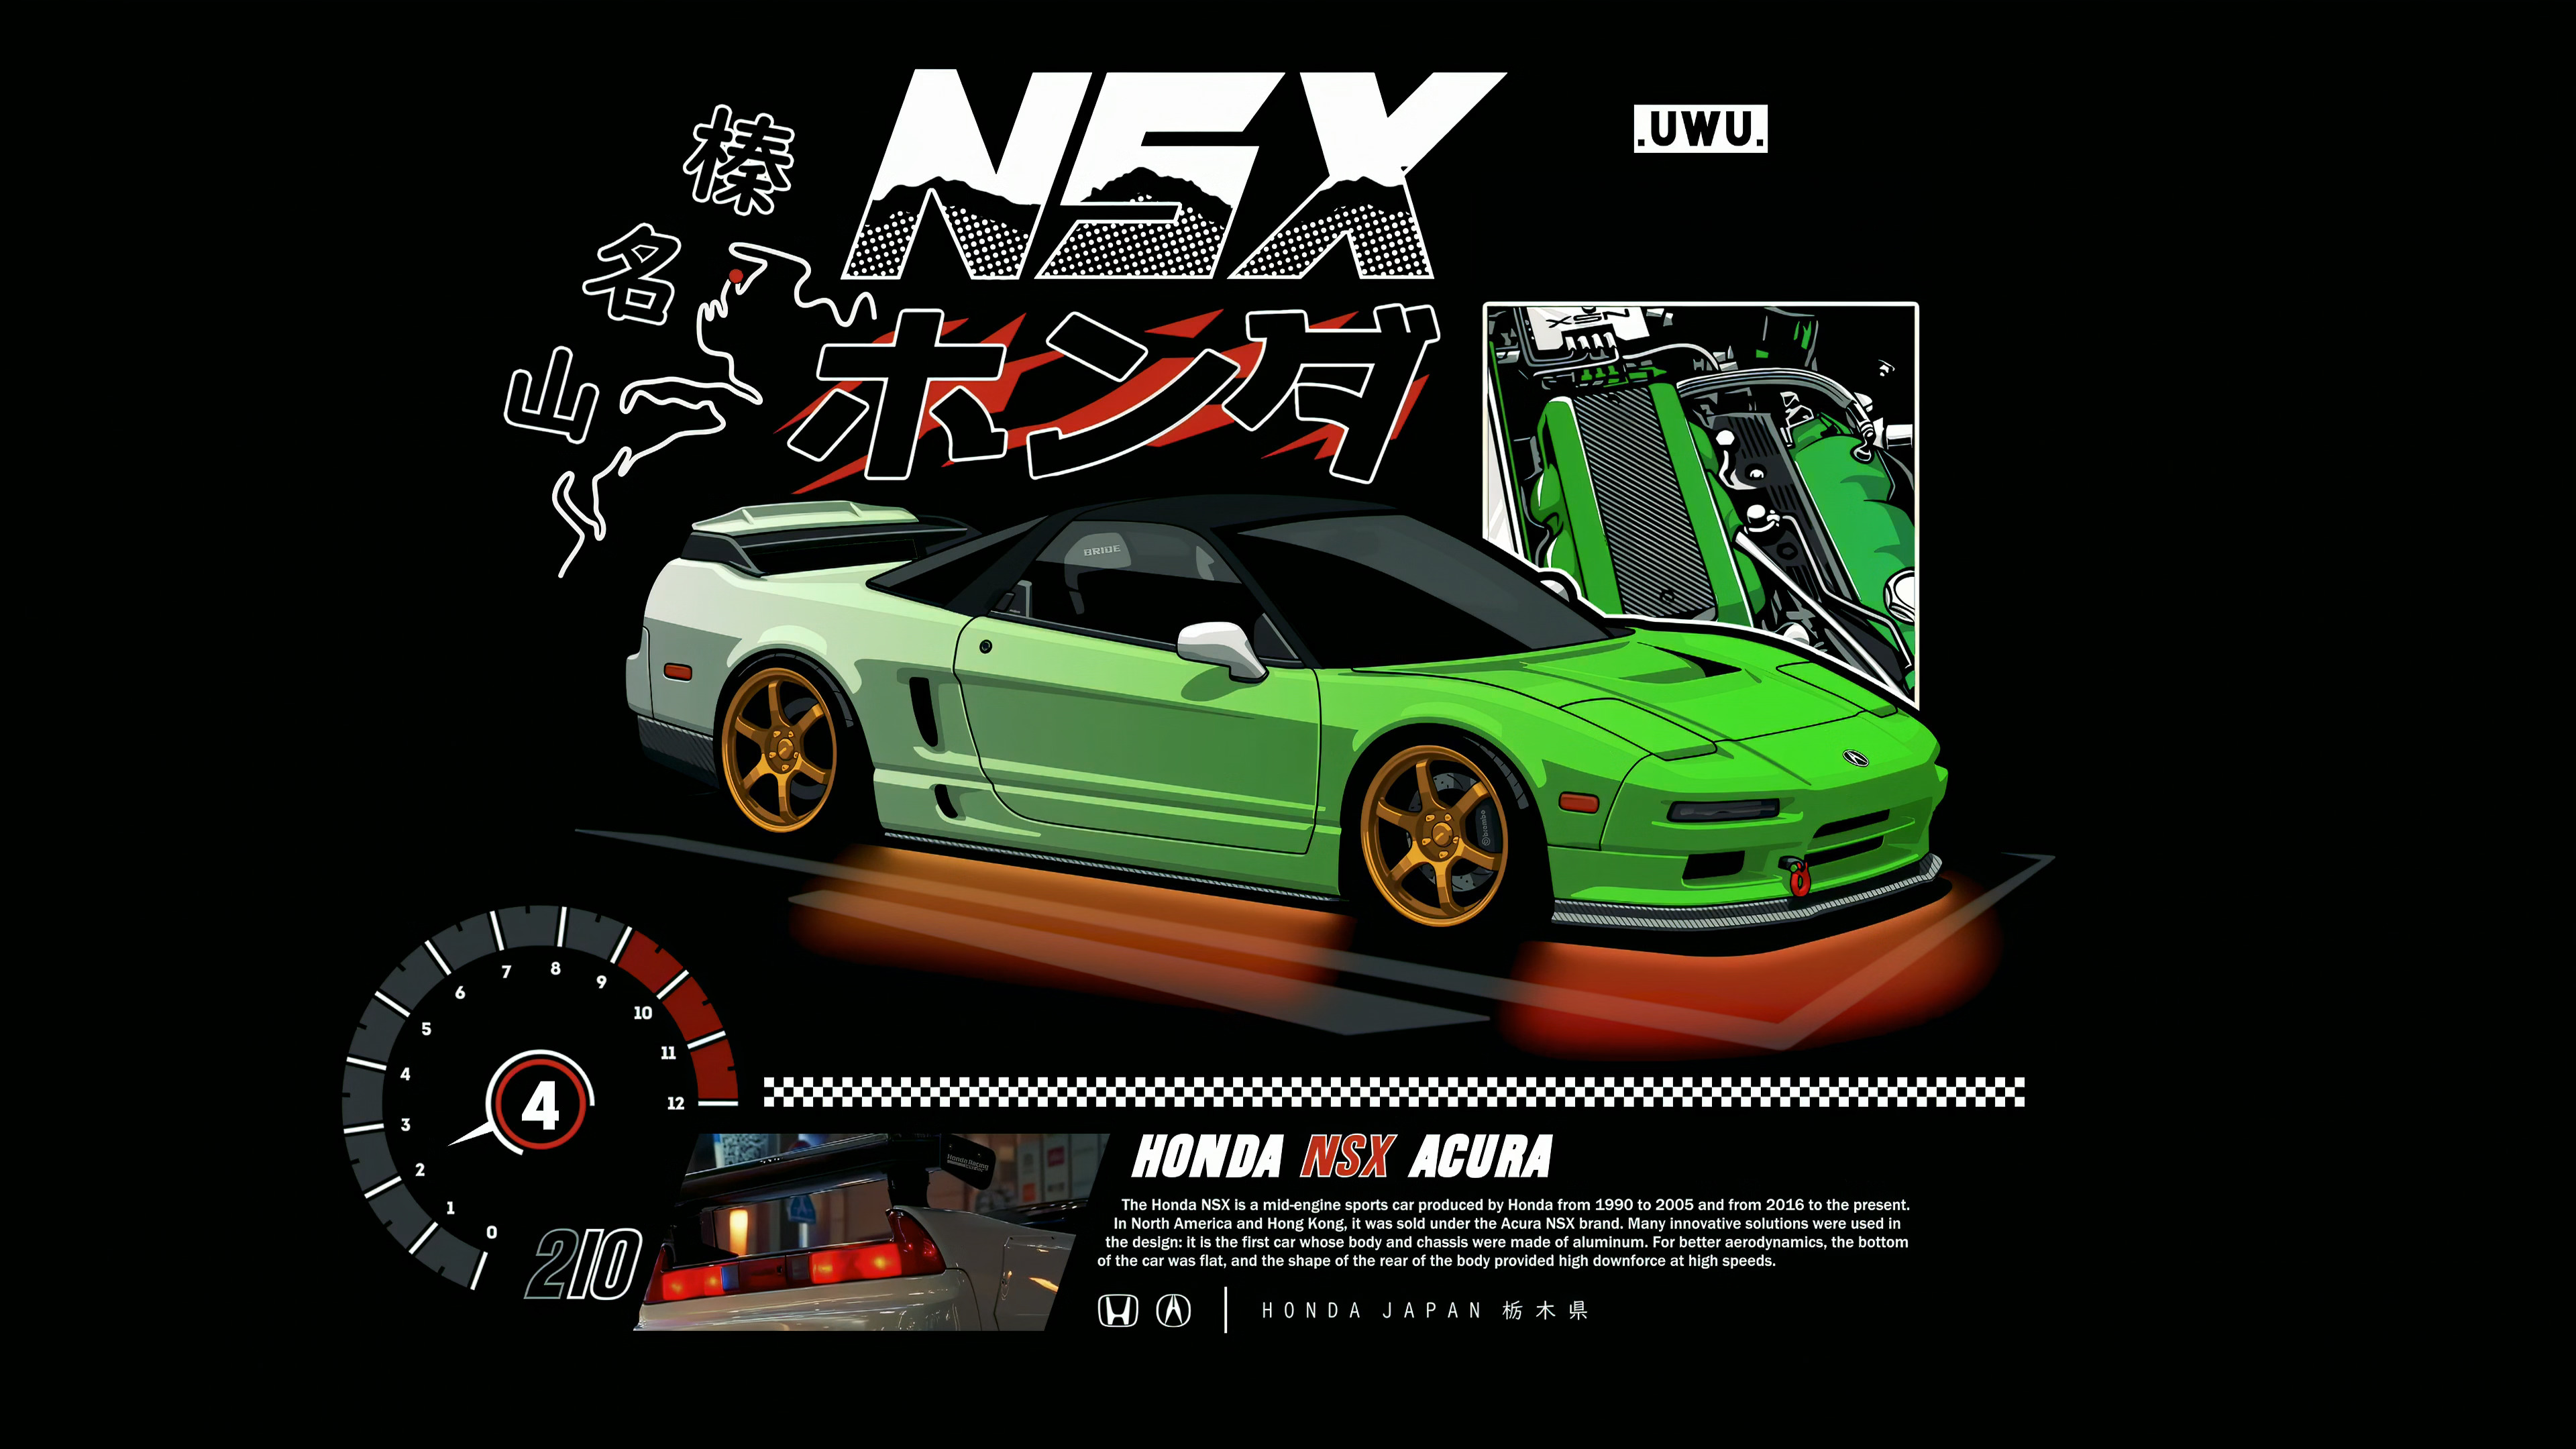 NSX
.UWU.
榛
名
山
ホンダ
NSX
BRIDE
brembo
7
8
9
6
10
5
11
4
4
12
3
2
1
0
210
Honda Racing
HONDA NSX ACURA
The Honda NSX is a mid-engine sports car produced by Honda from 1990 to 2005 and from 2016 to the present.
In North America and Hong Kong, it was sold under the Acura NSX brand. Many innovative solutions were used in
the design: it is the first car whose body and chassis were made of aluminum. For better aerodynamics, the bottom
of the car was flat, and the shape of the rear of the body provided high downforce at high speeds.
HONDA JAPAN 栃木県